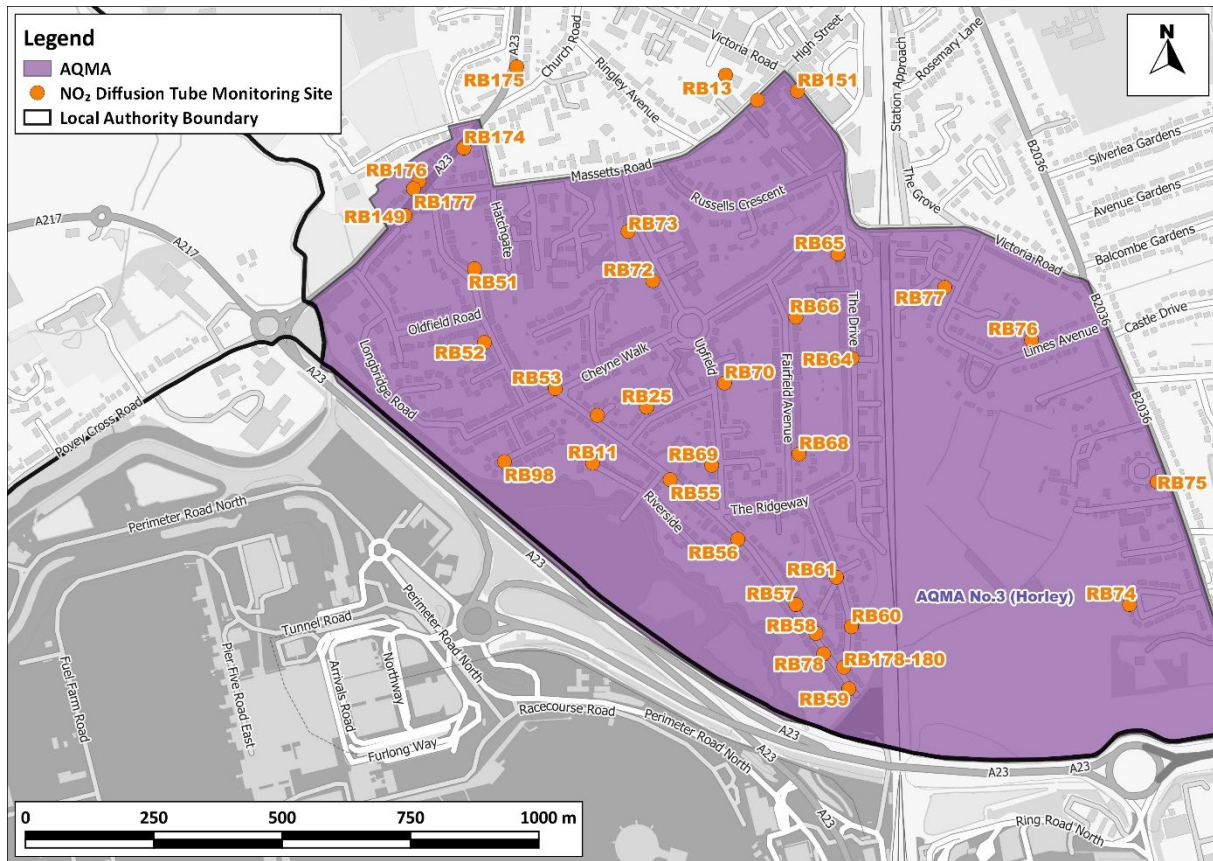 Legend
AQMA
NO₂ Diffusion Tube Monitoring Site
Local Authority Boundary
N
A23
Church Road
Victoria Road
High Street
Station Approach
Rosemary Lane
RB175
Ringley Avenue
RB13
RB151
B2036
Silverlea Gardens
RB174
A23
Massetts Road
RB176
RB177
The Grove
Avenue Gardens
A217
RB149
Hatchgate
Russells Crescent
RB73
Victoria Road
Balcombe Gardens
A217
RB65
RB51
RB72
RB77
B2036
Oldfield Road
RB66
The Drive
Castle Drive
RB76
Limes Avenue
RB52
Longbridge Road
Cheyne Walk
Upfield
Fairfield Avenue
RB64
A23
RB53
RB70
RB25
B2036
Povey Cross Road
RB98
RB11
RB69
RB68
RB55
RB75
Riverside
The Ridgeway
Perimeter Road North
A23
RB56
RB61
AQMA No.3 (Horley)
RB74
RB57
Tunnel Road
Perimeter Road North
RB58
RB60
Fuel Farm Road
Pier Five Road East
Arrivals Road
Northway
RB78
RB178-180
RB59
Racecourse Road
Perimeter Road North
A23
A23
Furlong Way
A23
A23
A23
0 250 500 750 1000 m
Ring Road North